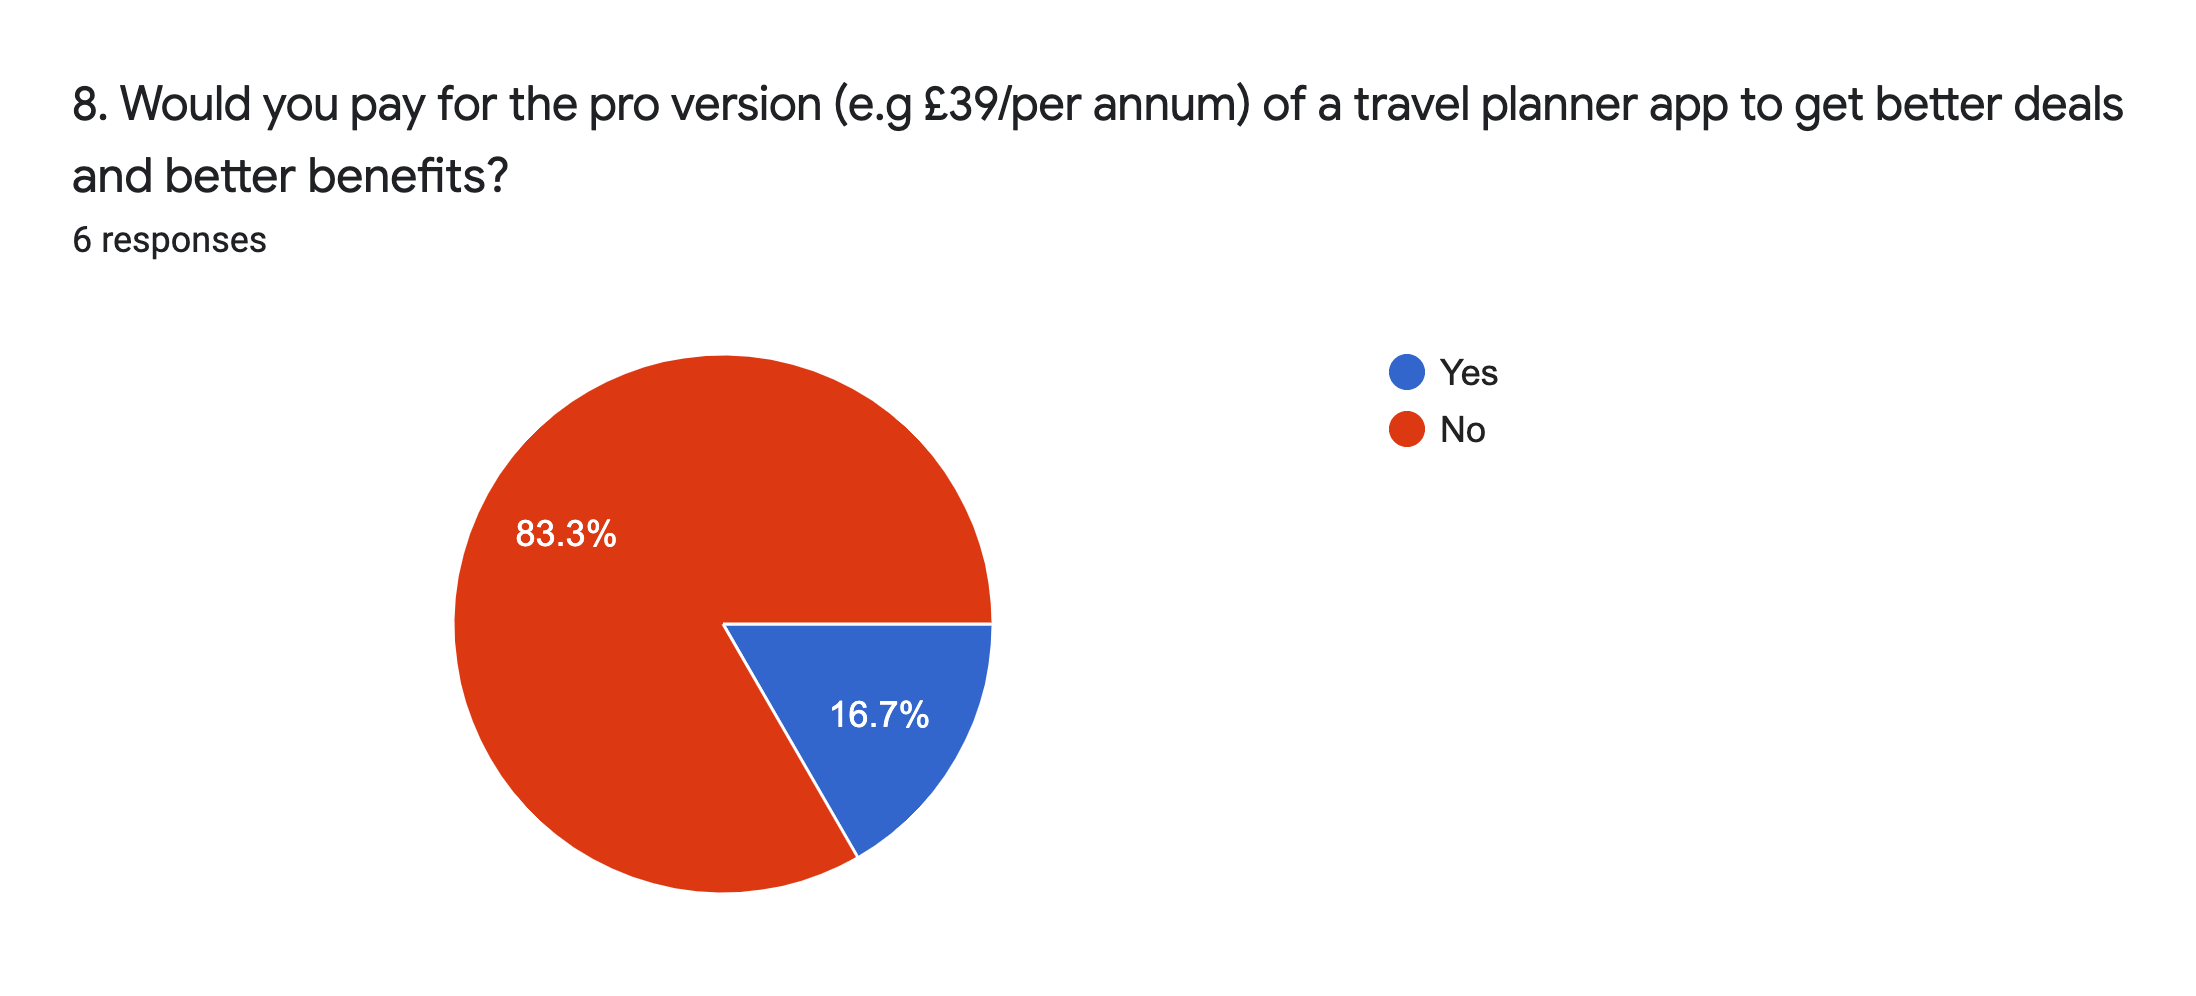 8. Would you pay for the pro version (e.g £39/per annum) of a travel planner app to get better deals
and better benefits?
6 responses
Yes
No
83.3%
16.7%